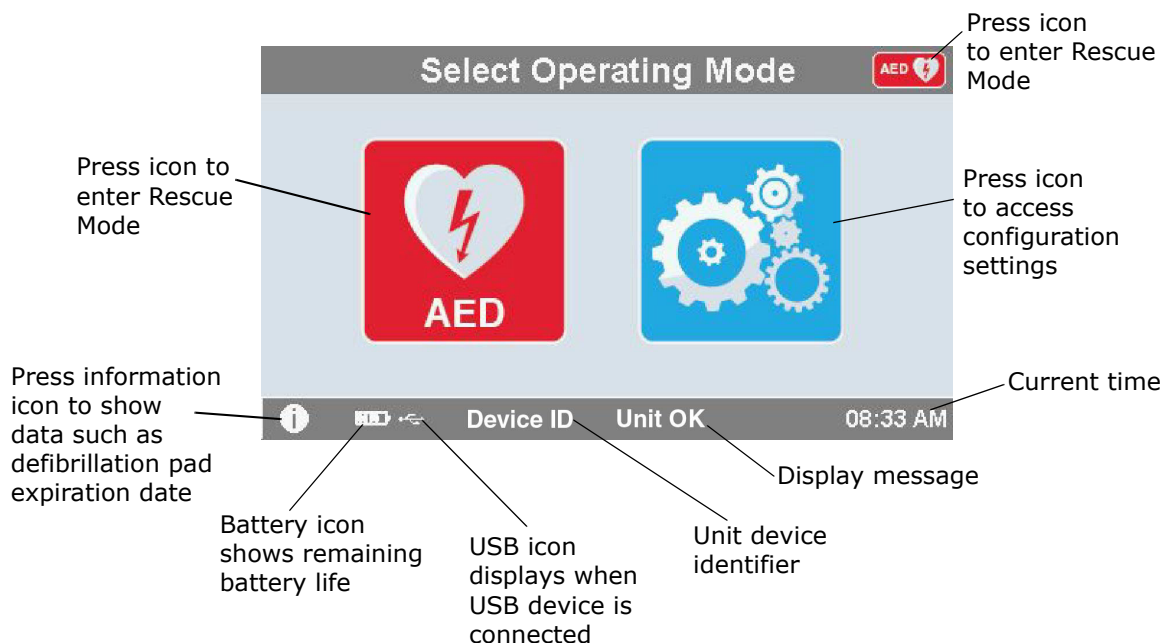 Press icon
to enter Rescue
Mode
Select Operating Mode
AED
Press icon to
enter Rescue
Mode
AED
Press icon
to access
configuration
settings
Press information
icon to show
data such as
defibrillation pad
expiration date
i
Device ID
Unit OK
08:33 AM
Current time
Display message
Battery icon
shows remaining
battery life
USB icon
displays when
USB device is
connected
Unit device
identifier